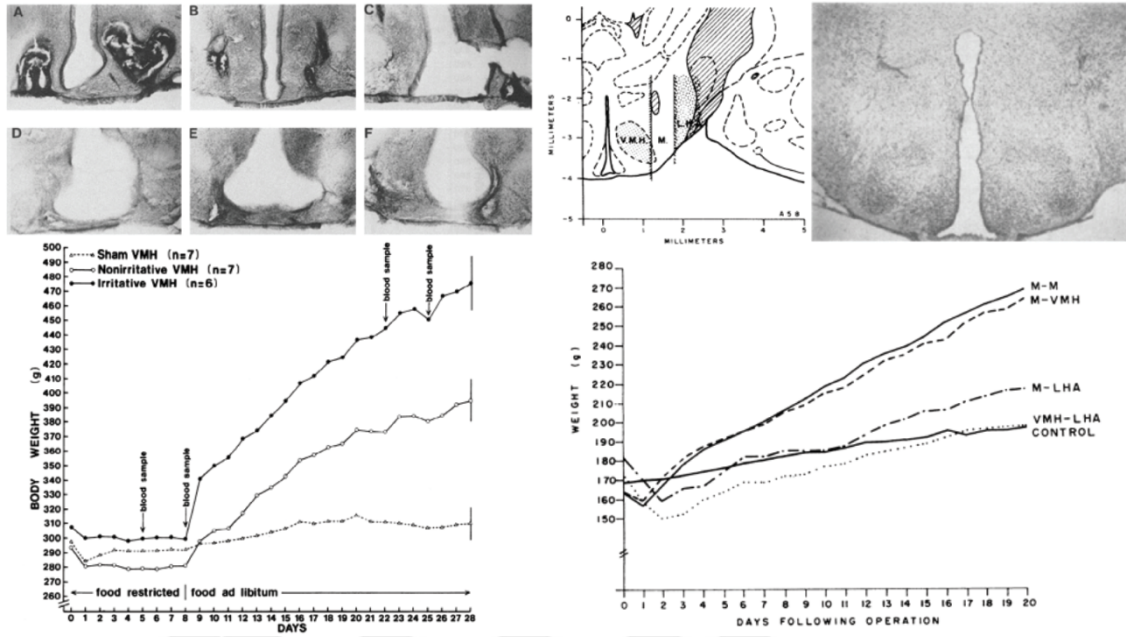 A
B
C
D
E
F
0
-1
-2
-3
-4
-5
MILLIMETERS
V.M.H.
M.
L.H.A.
A 5 8
0
1
2
3
4
5
MILLIMETERS
500
490
480
470
460
450
440
430
420
410
400
390
380
370
360
350
340
330
320
310
300
290
280
270
260
BODY WEIGHT (g)
Sham VMH (n=7)
Nonirritative VMH (n=7)
Irritative VMH (n=6)
blood sample
blood sample
blood sample
blood sample
food restricted
food ad libitum
0 1 2 3 4 5 6 7 8 9 10 11 12 13 14 15 16 17 18 19 20 21 22 23 24 25 26 27 28
DAYS
280
270
260
250
240
230
220
210
200
190
180
170
160
150
WEIGHT (g)
M-M
M-VMH
M-LHA
VMH-LHA
CONTROL
0 1 2 3 4 5 6 7 8 9 10 11 12 13 14 15 16 17 18 19 20
DAYS FOLLOWING OPERATION